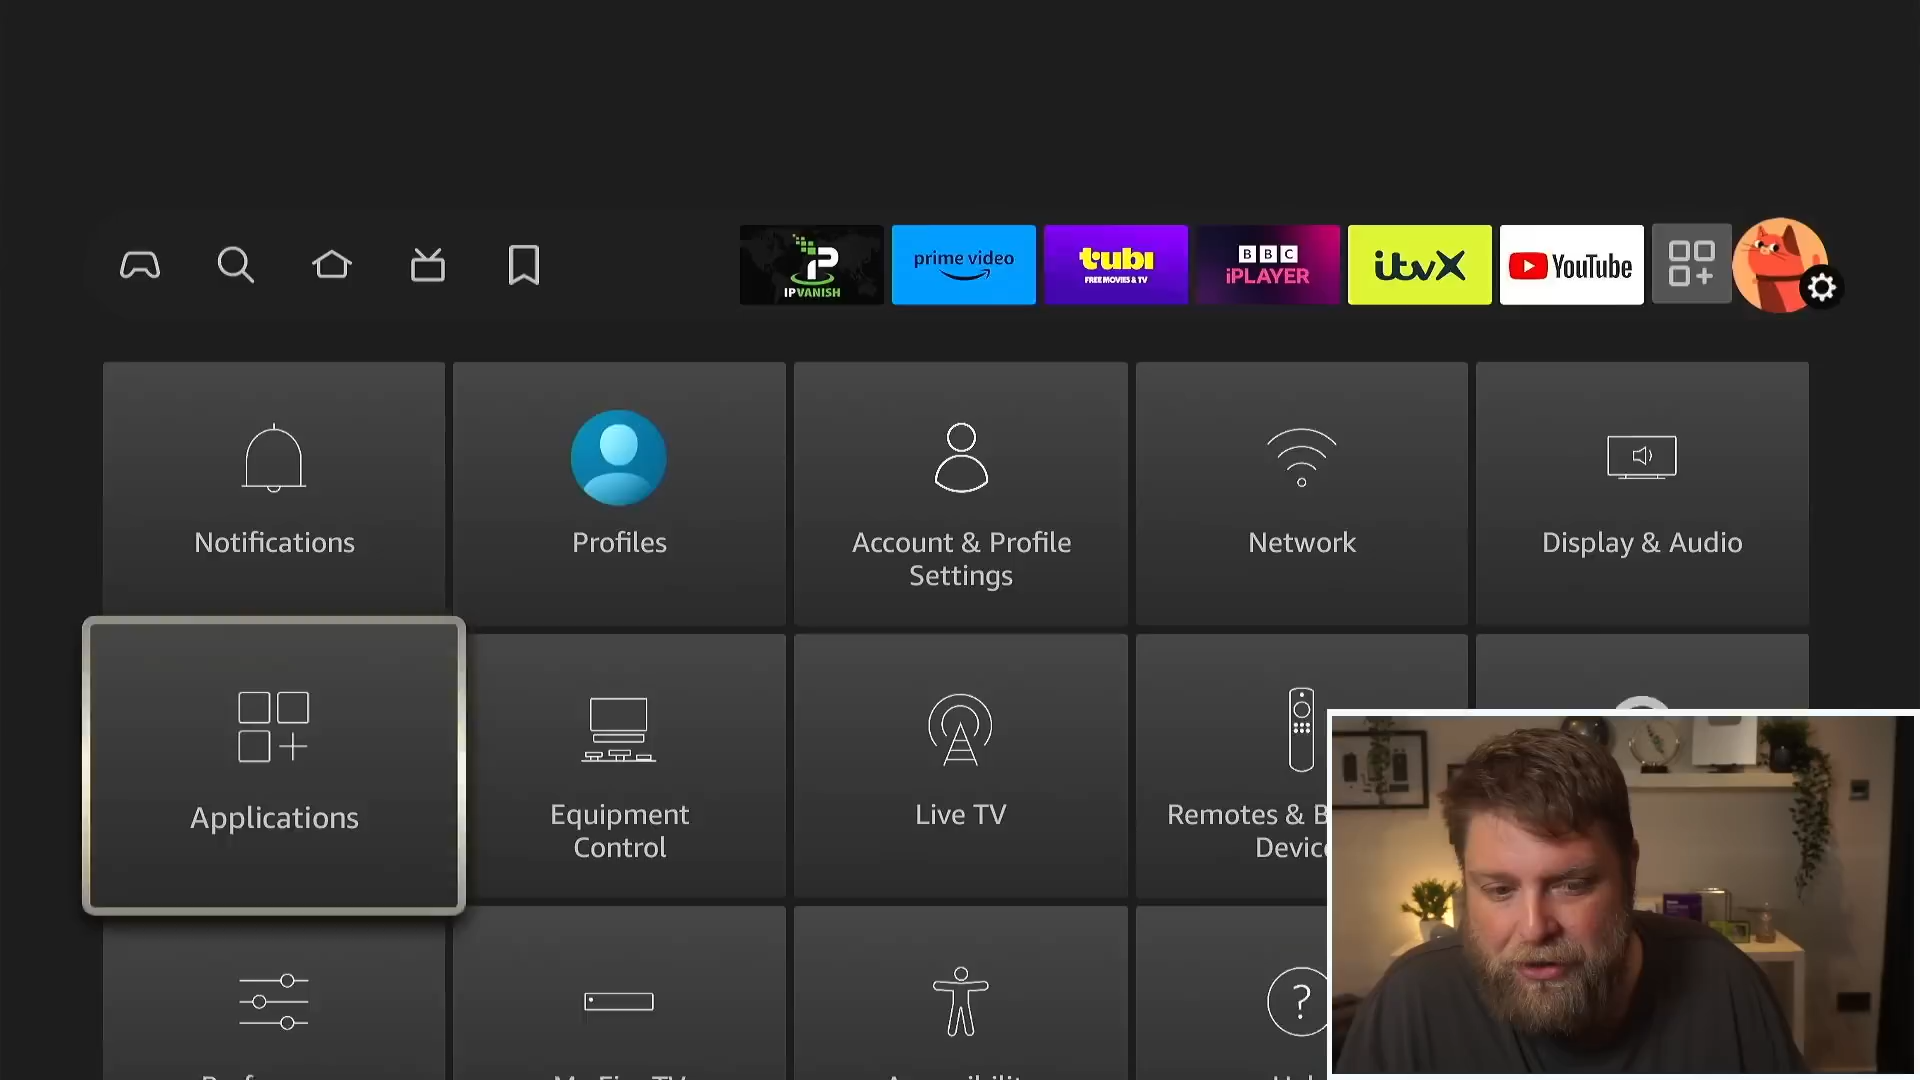 IPVANISH
prime video
tubi
FREE MOVIES & TV
BBC
iPLAYER
itvX
YouTube
Notifications
Profiles
Account & Profile
Settings
Network
Display & Audio
Applications
Equipment
Control
Live TV
Remotes & B
Devic
?